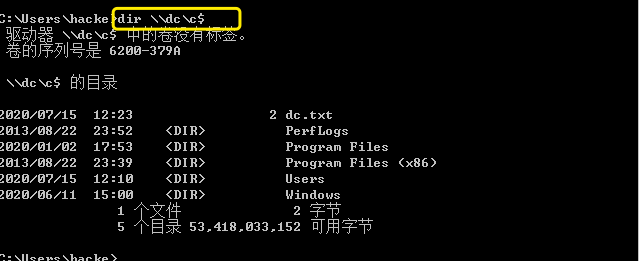 C:\Users\hacke>dir \\dc\c$
驱动器 \\dc\c$ 中的卷没有标签。
卷的序列号是 6200-379A
\\dc\c$ 的目录
2020/07/15  12:23                 2 dc.txt
2013/08/22  23:52    <DIR>          PerfLogs
2020/01/02  17:53    <DIR>          Program Files
2013/08/22  23:39    <DIR>          Program Files (x86)
2020/07/15  12:10    <DIR>          Users
2020/06/11  15:00    <DIR>          Windows
1 个文件              2 字节
5 个目录 53,418,033,152 可用字节
C:\Users\hacke>